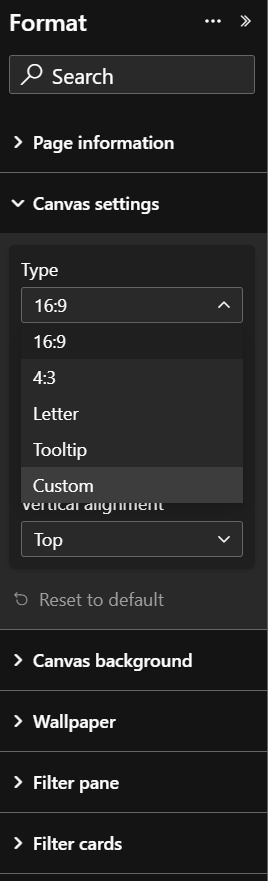 Format
Search
Page information
Canvas settings
Type
16:9
16:9
4:3
Letter
Tooltip
Custom
Vertical alignment
Top
Reset to default
Canvas background
Wallpaper
Filter pane
Filter cards